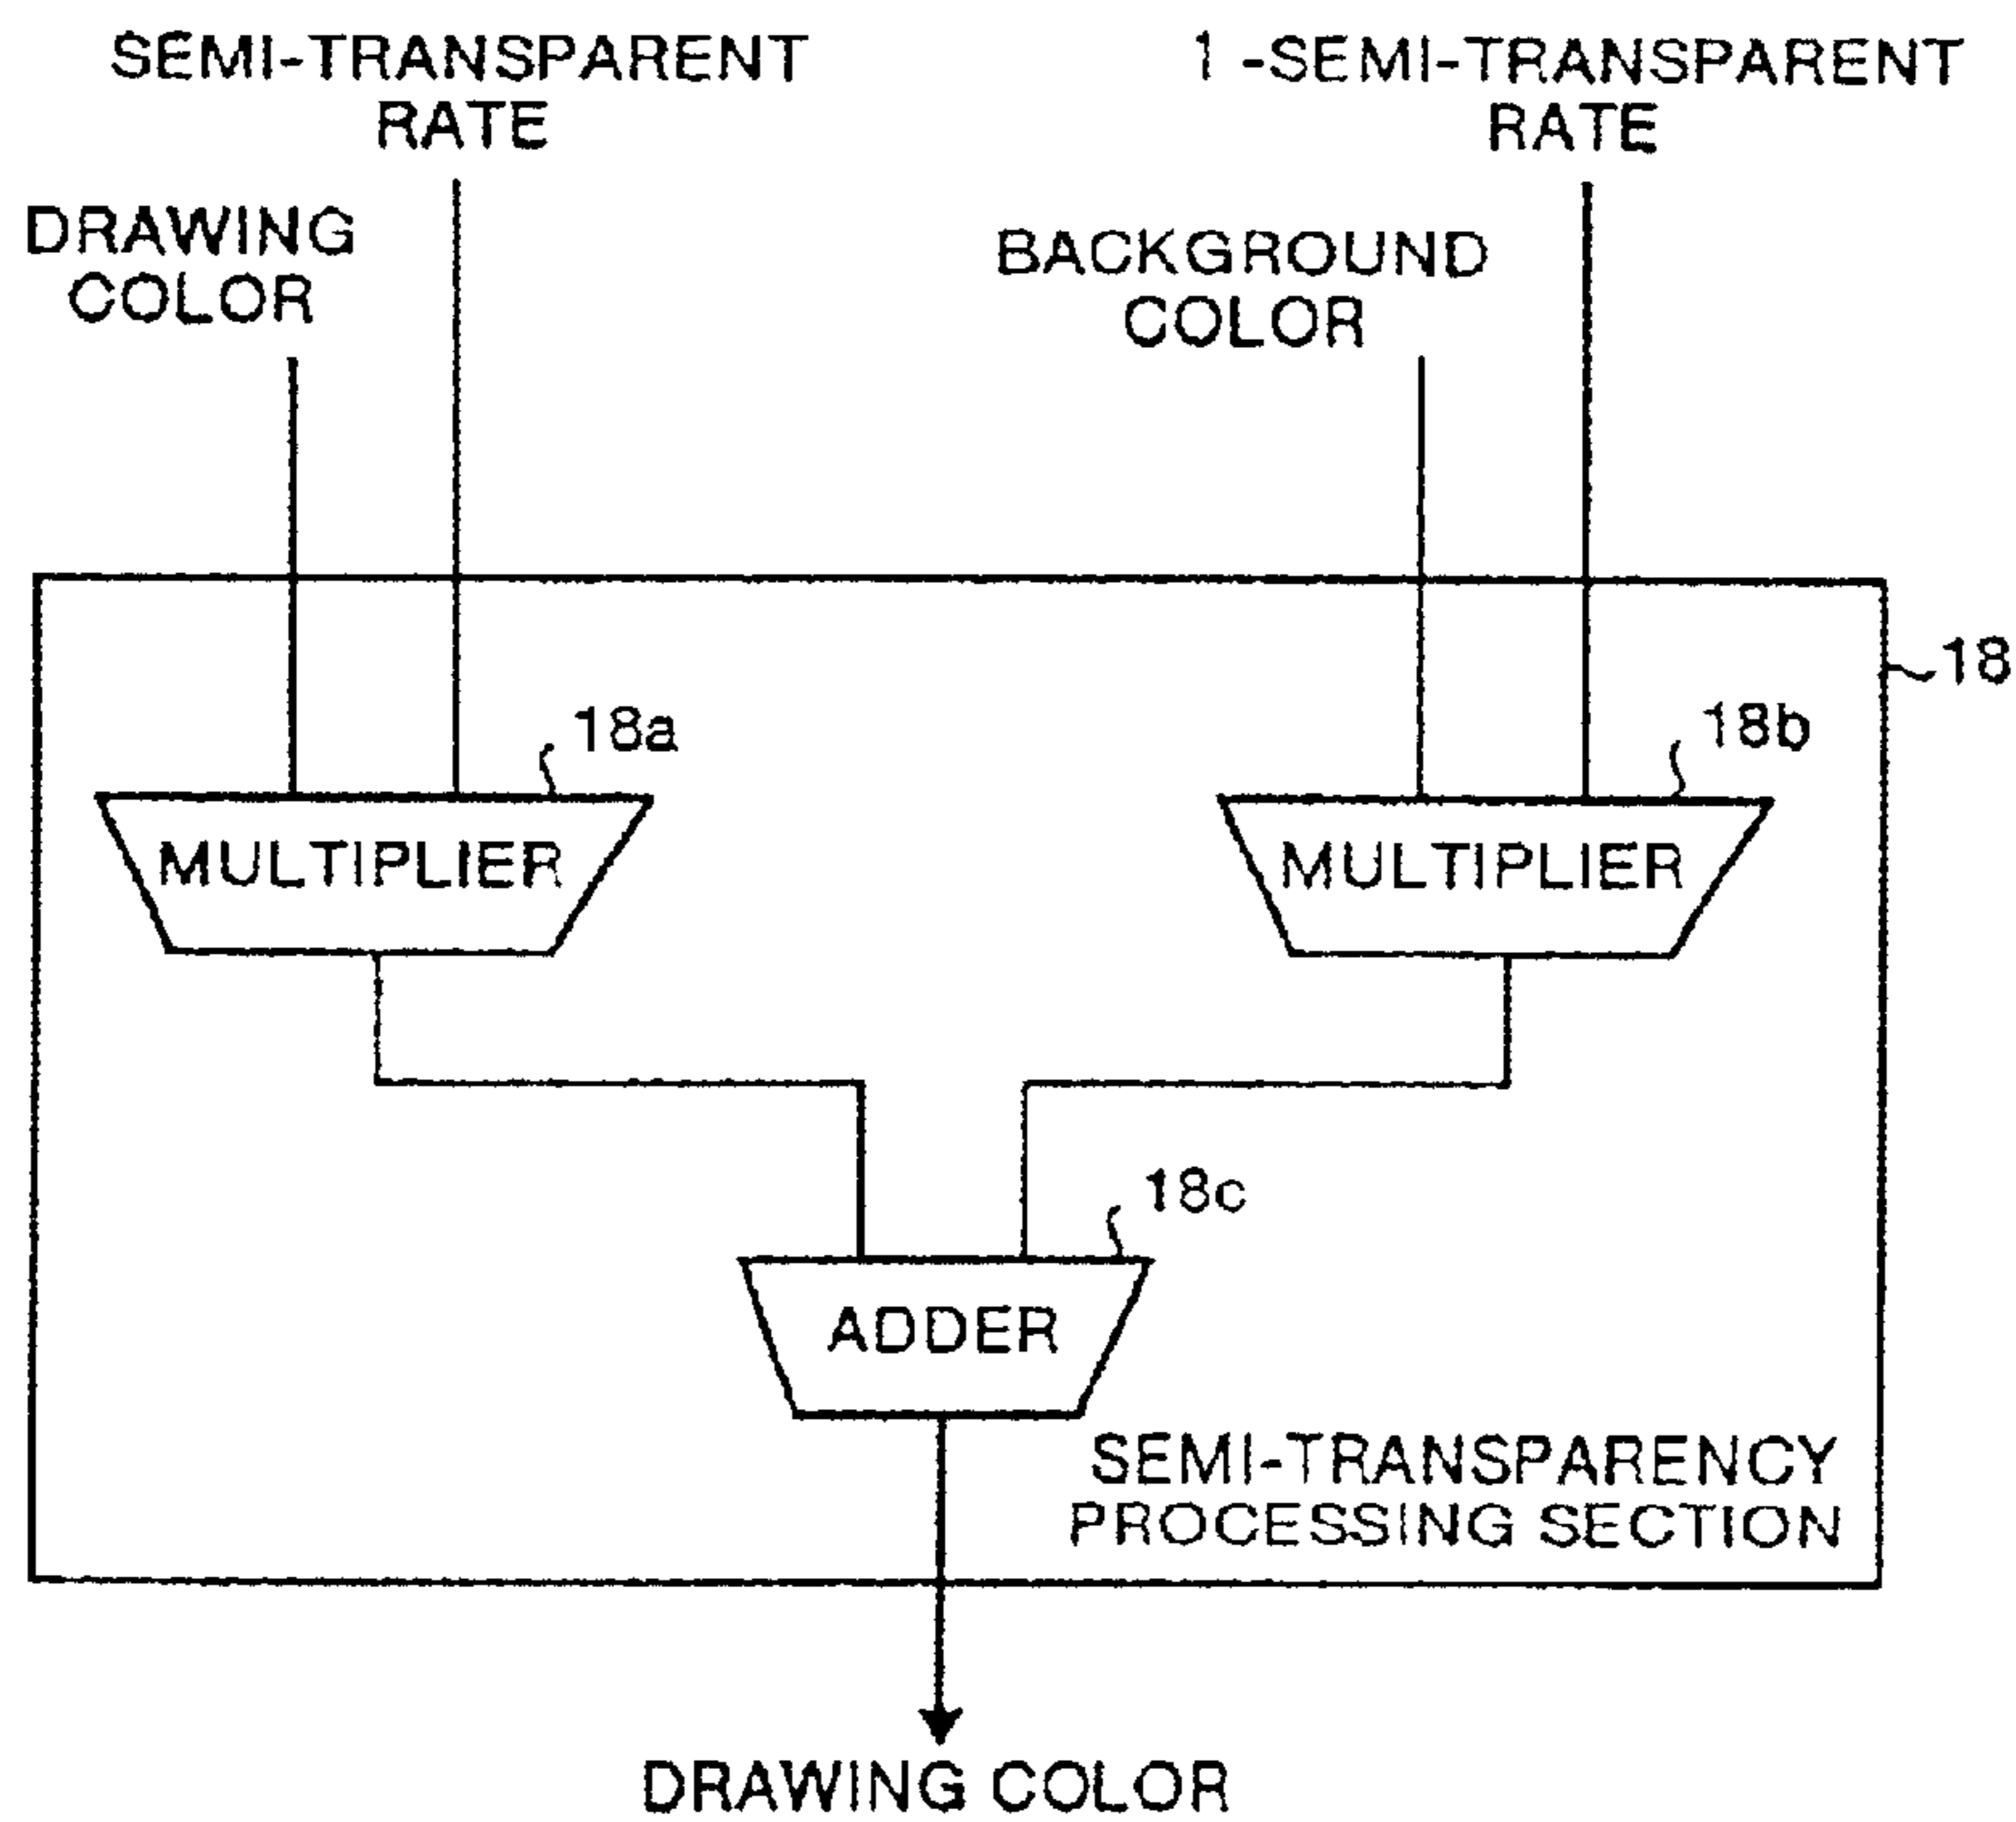 SEMI-TRANSPARENT
RATE
1 -SEMI-TRANSPARENT
RATE
DRAWING
COLOR
BACKGROUND
COLOR
18
18a
18b
MULTIPLIER
MULTIPLIER
18c
ADDER
SEMI-TRANSPARENCY
PROCESSING SECTION
DRAWING COLOR